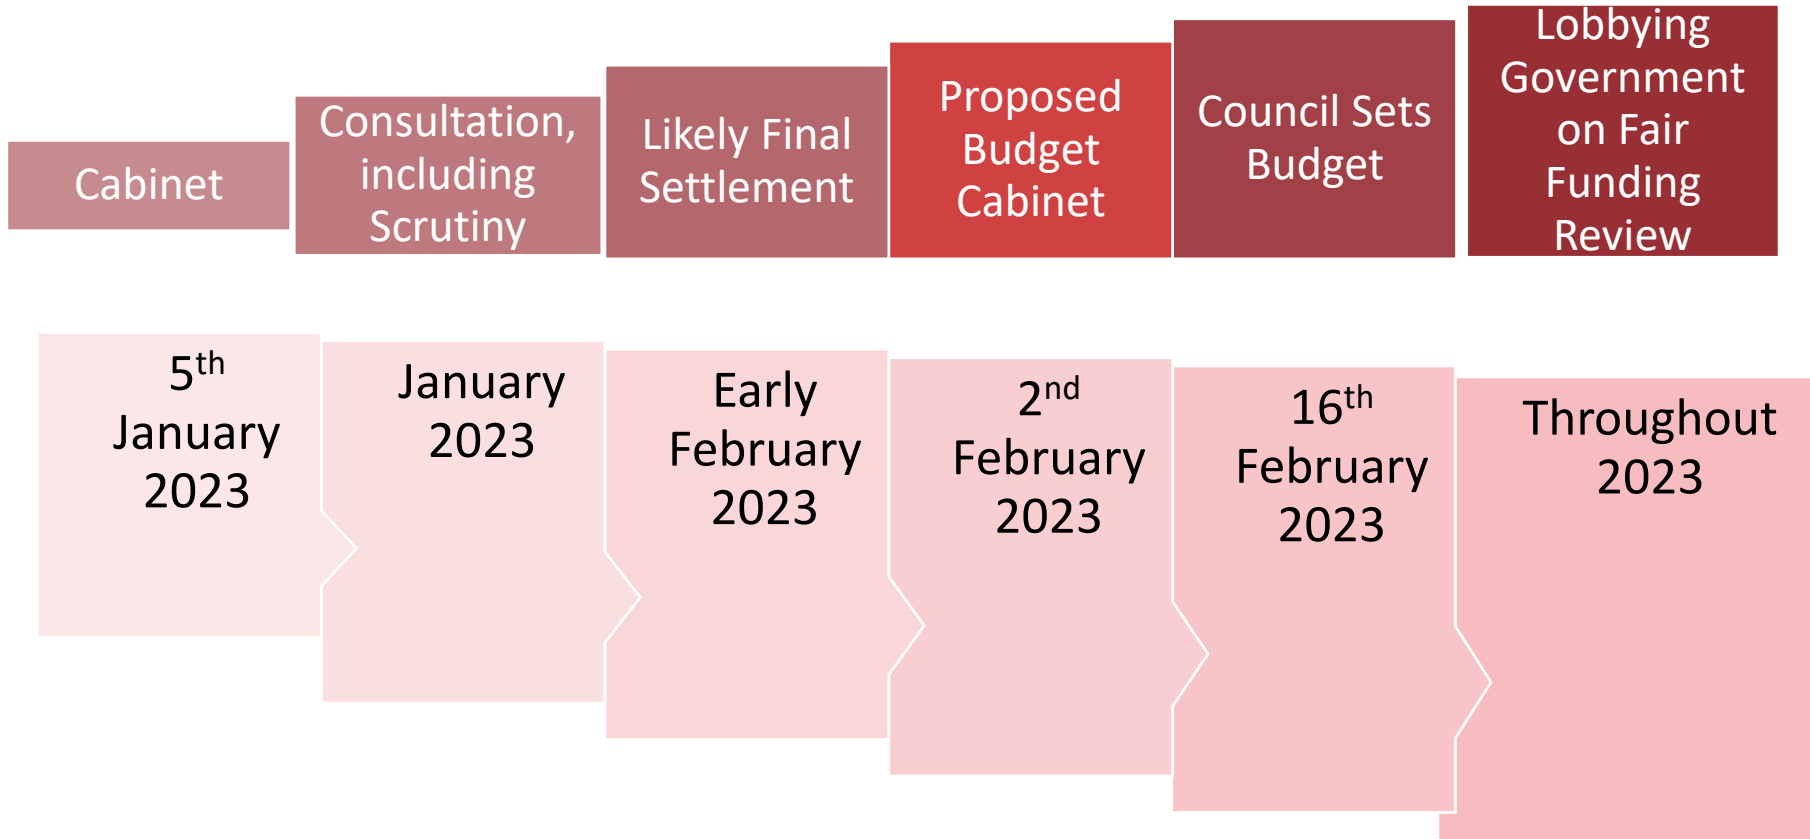 Cabinet
Consultation,
including
Scrutiny
Likely Final
Settlement
Proposed
Budget
Cabinet
Council Sets
Budget
Lobbying
Government
on Fair
Funding
Review
5th
January
2023
January
2023
Early
February
2023
2nd
February
2023
16th
February
2023
Throughout
2023